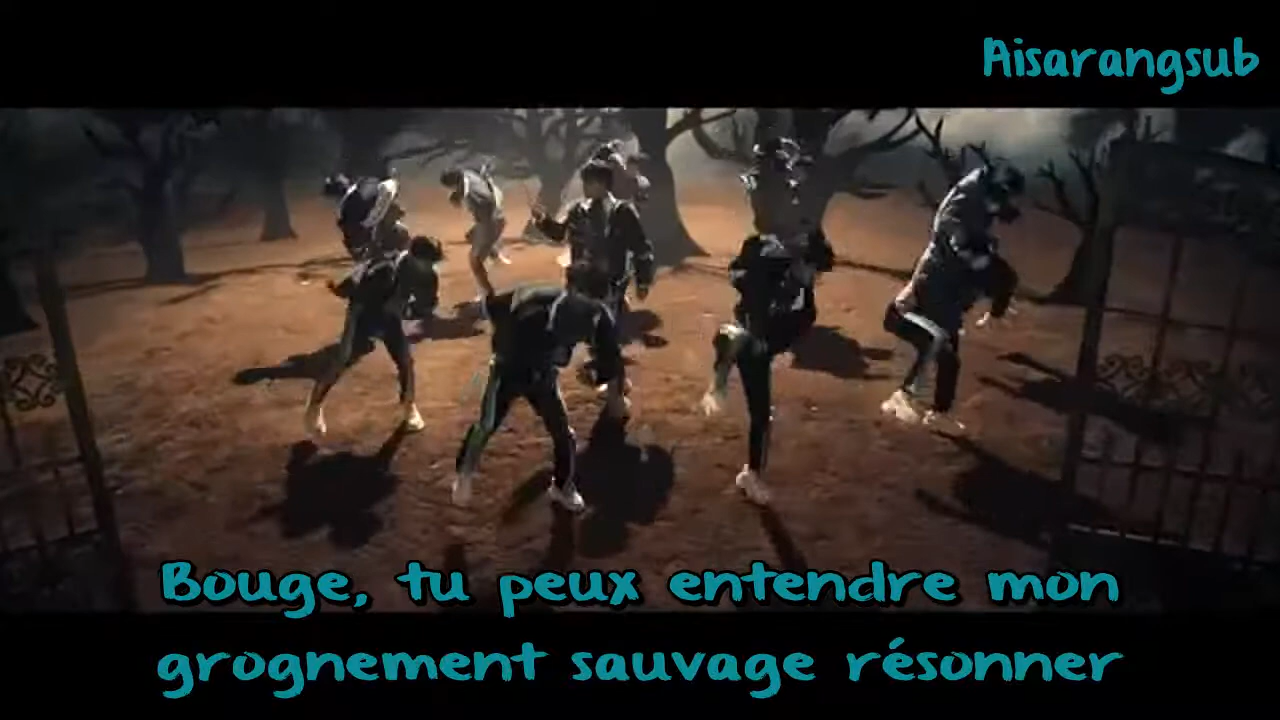 Aisarangsub
Bouge, tu peux entendre mon
grognement sauvage résonner